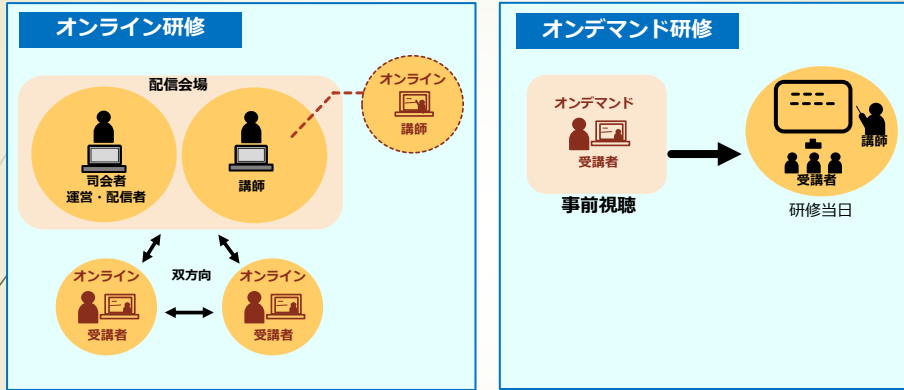 オンライン研修
配信会場
司会者
運営・配信者
講師
オンライン
講師
オンライン
受講者
双方向
オンライン
受講者
オンデマンド研修
オンデマンド
受講者
事前視聴
講師
受講者
研修当日